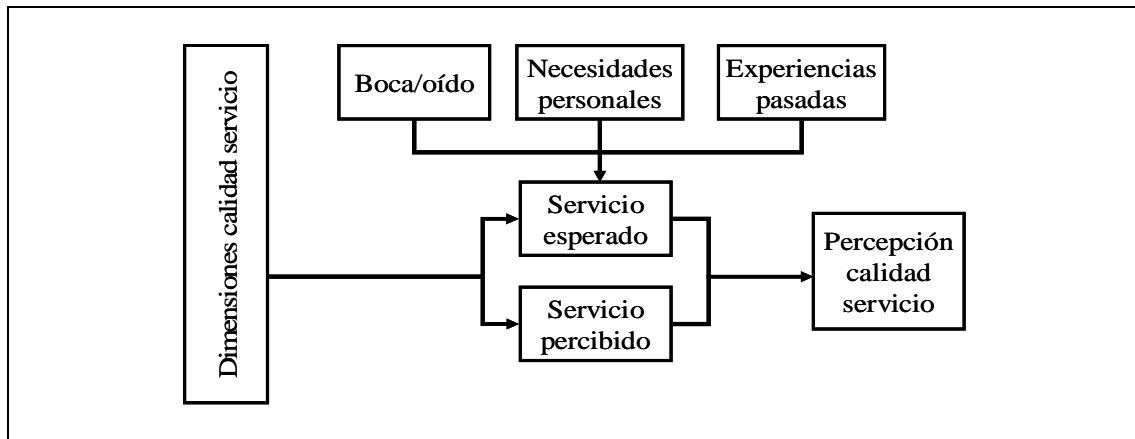 Dimensiones calidad servicio
Boca/oído
Necesidades
personales
Experiencias
pasadas
Servicio
esperado
Servicio
percibido
Percepción
calidad
servicio